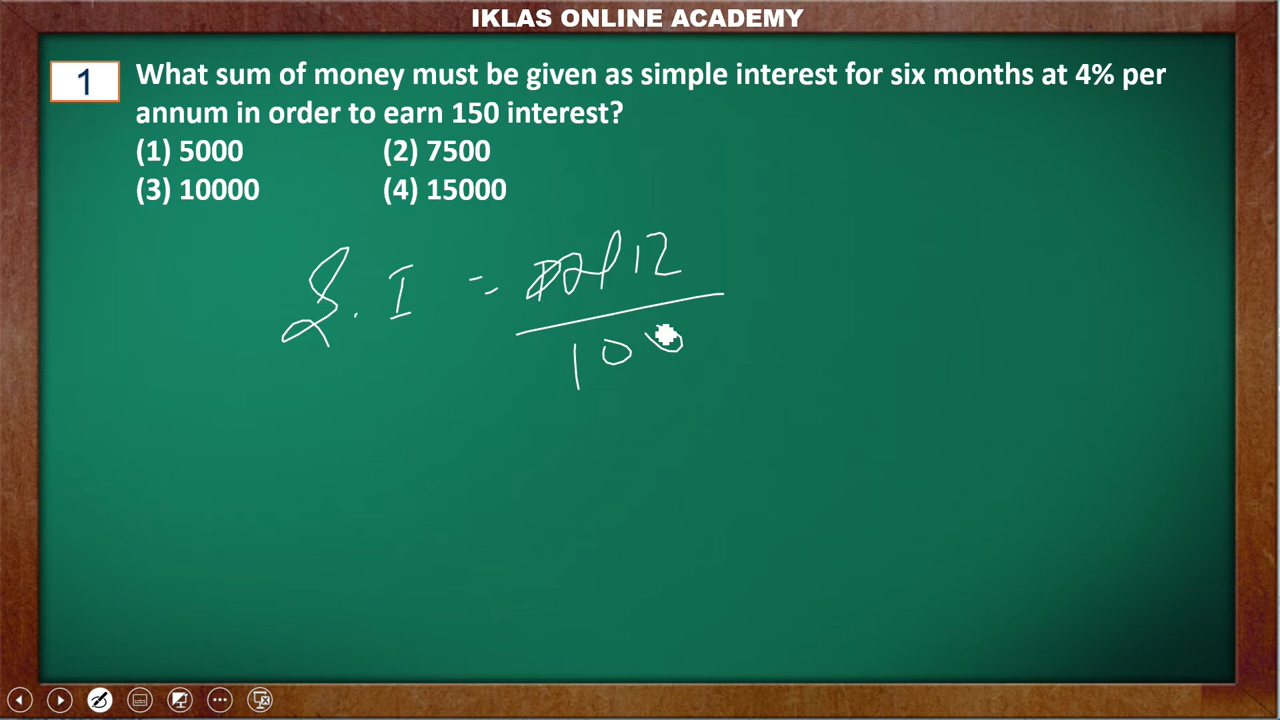 IKLAS ONLINE ACADEMY
1
What sum of money must be given as simple interest for six months at 4% per
annum in order to earn 150 interest?
(1) 5000 (2) 7500
(3) 10000 (4) 15000
S. I =
100